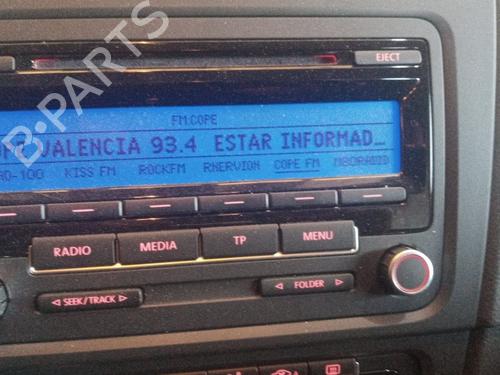 EJECT
FM:COPE
VALENCIA 93.4 ESTAR INFORMAD...
KISS FM ROCKFM RNERVION COPE FM
RADIO MEDIA TP MENU
◁ SEEK/TRACK ▷ ◁ FOLDER ▷
B-PARTS